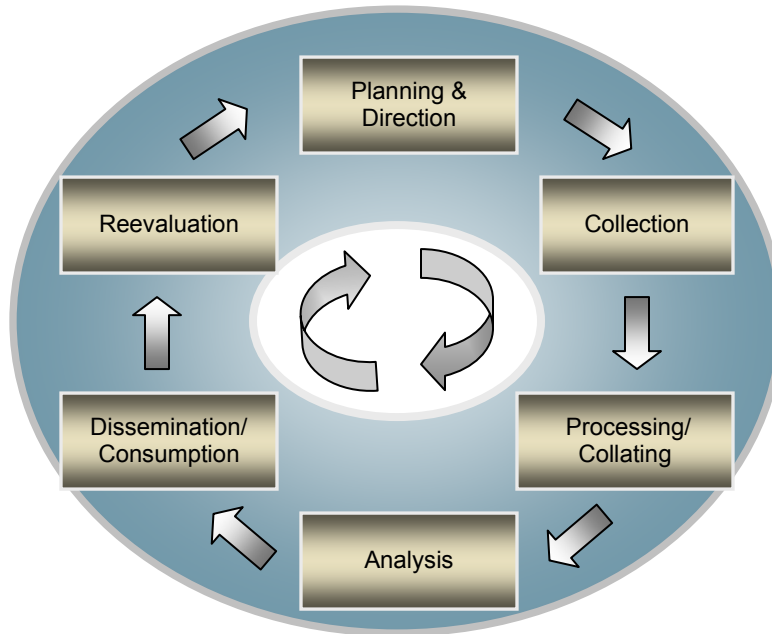 Planning &
Direction
Collection
Processing/
Collating
Analysis
Dissemination/
Consumption
Reevaluation